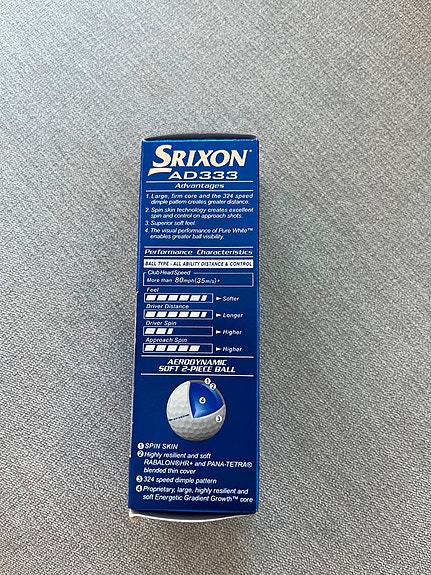 SRIXON®
AD333
Advantages
1. Large, firm core and the 324 speed
dimple pattern creates greater distance.
2. Spin skin technology creates excellent
spin and control on approach shots.
3. Superior soft feel.
4. The visual performance of Pure White™
enables greater ball visibility.
Performance Characteristics
BALL TYPE - ALL ABILITY DISTANCE & CONTROL
Club Head Speed
More than 80mph(35m/s)+
Feel
Softer
Driver Distance
Longer
Driver Spin
Higher
Approach Spin
Higher
AERODYNAMIC
SOFT 2-PIECE BALL
1
2
4
3
1 SPIN SKIN
2 Highly resilient and soft
RABALON®HR+ and PANA-TETRA®
blended thin cover
3 324 speed dimple pattern
4 Proprietary, large, highly resilient and
soft Energetic Gradient Growth™ core